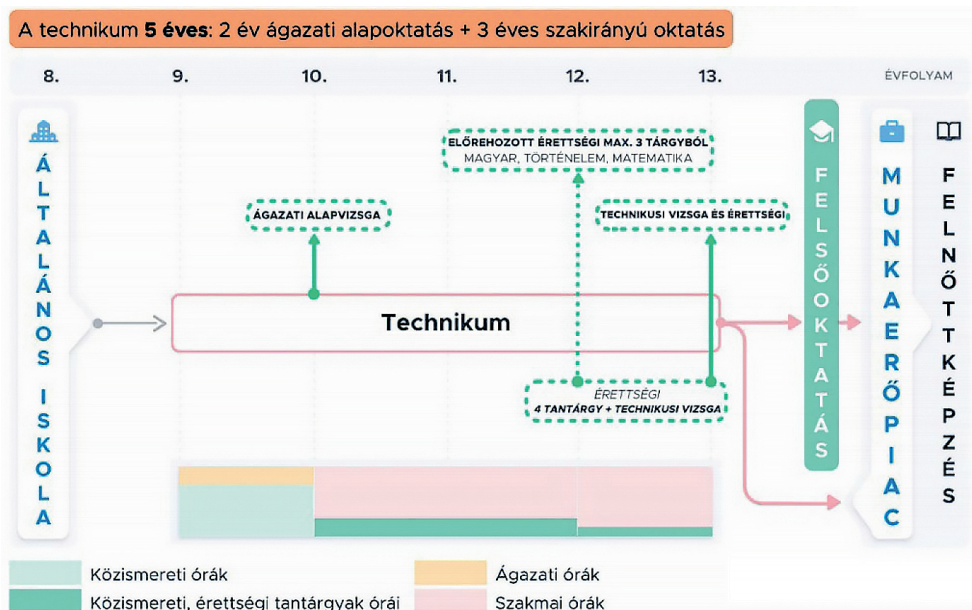 A technikum 5 éves: 2 év ágazati alapoktatás + 3 éves szakirányú oktatás
8. 9. 10. 11. 12. 13. ÉVFOLYAM
ÁLTALÁNOS ISKOLA
ELŐREHOZOTT ÉRETTSÉGI MAX. 3 TÁRGYBÓL
MAGYAR, TÖRTÉNELEM, MATEMATIKA
ÁGAZATI ALAPVIZSGA
TECHNIKUSI VIZSGA ÉS ÉRETTSÉGI
Technikum
ÉRETTSÉGI
4 TANTÁRGY + TECHNIKUSI VIZSGA
FELSŐOKTATÁS
MUNKAERŐPIAC
FELNŐTTKÉPZÉS
Közismereti órák
Ágazati órák
Közismereti, érettségi tantárgyak órái
Szakmai órák